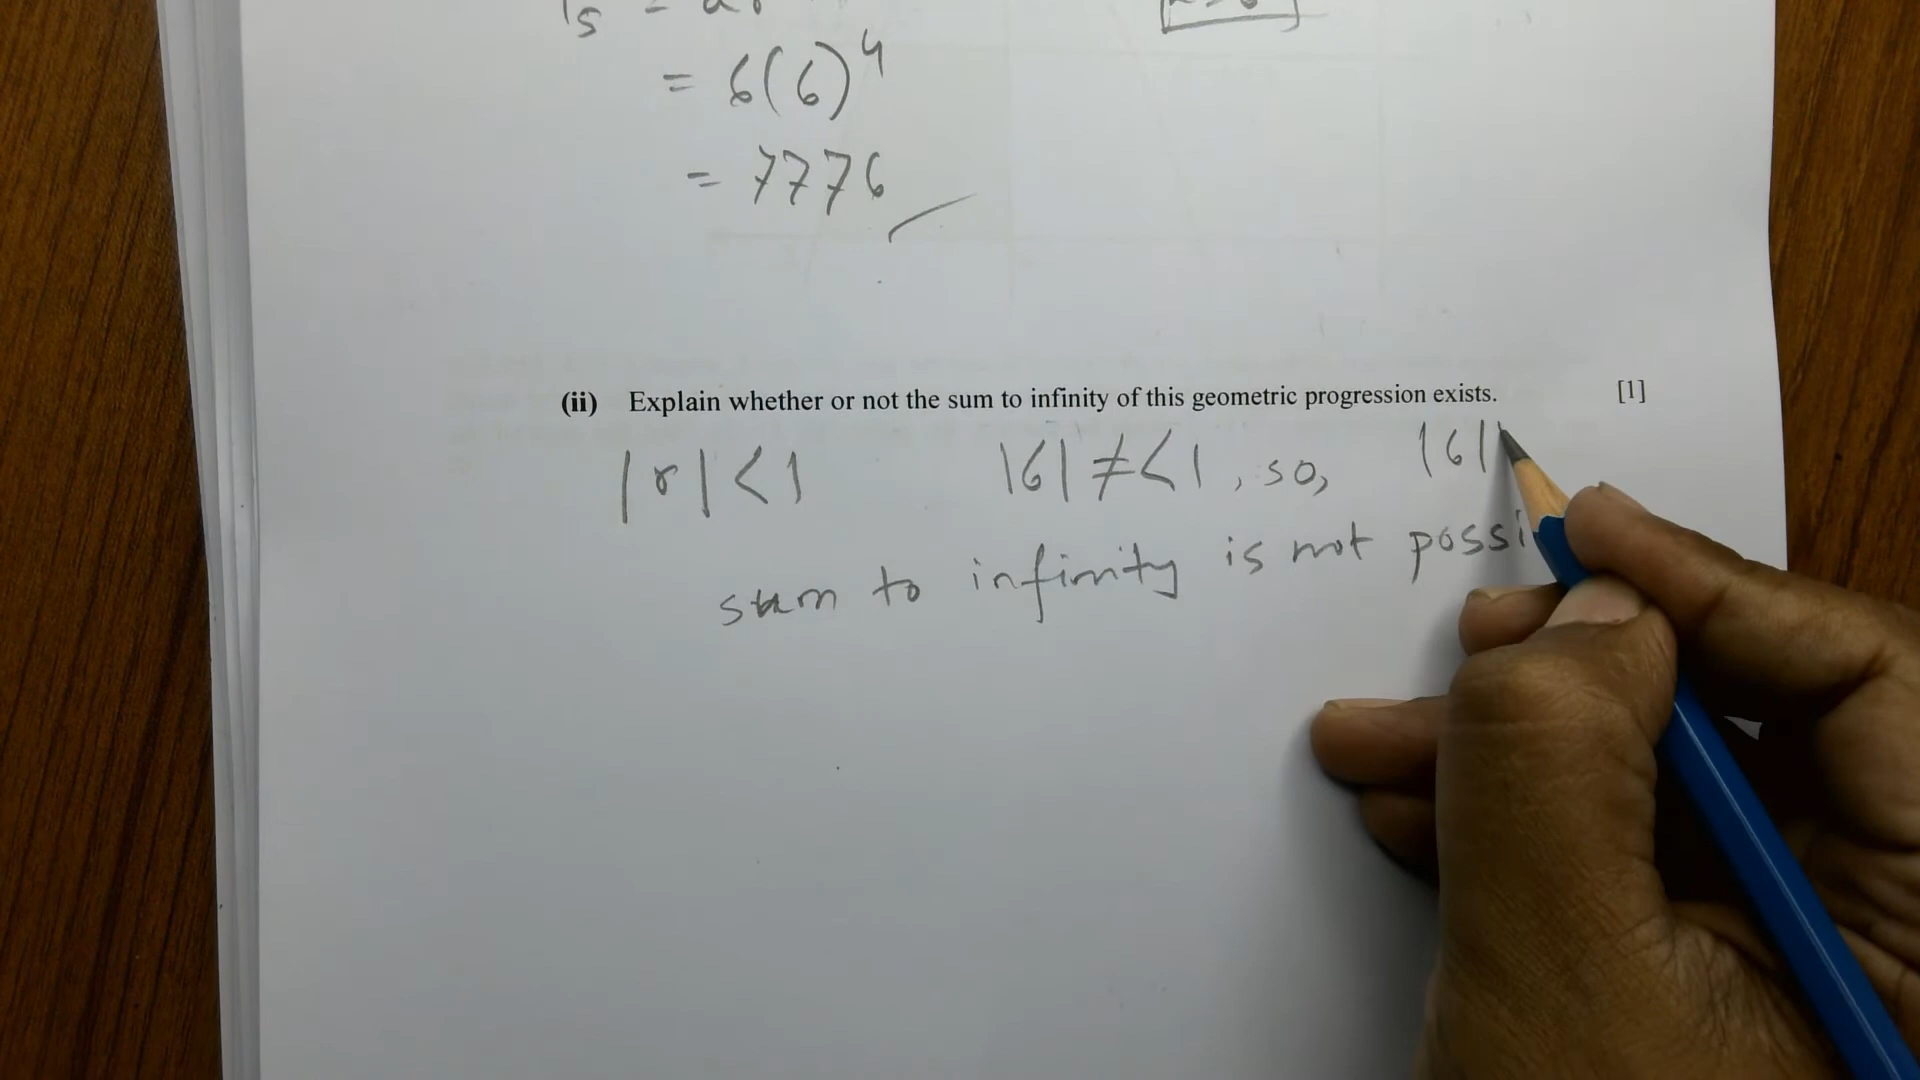 = 6(6)⁴
= 7776
(ii) Explain whether or not the sum to infinity of this geometric progression exists. [1]
|r| < 1 |6| ≠< 1, so, |6|
sum to infinity is not possi